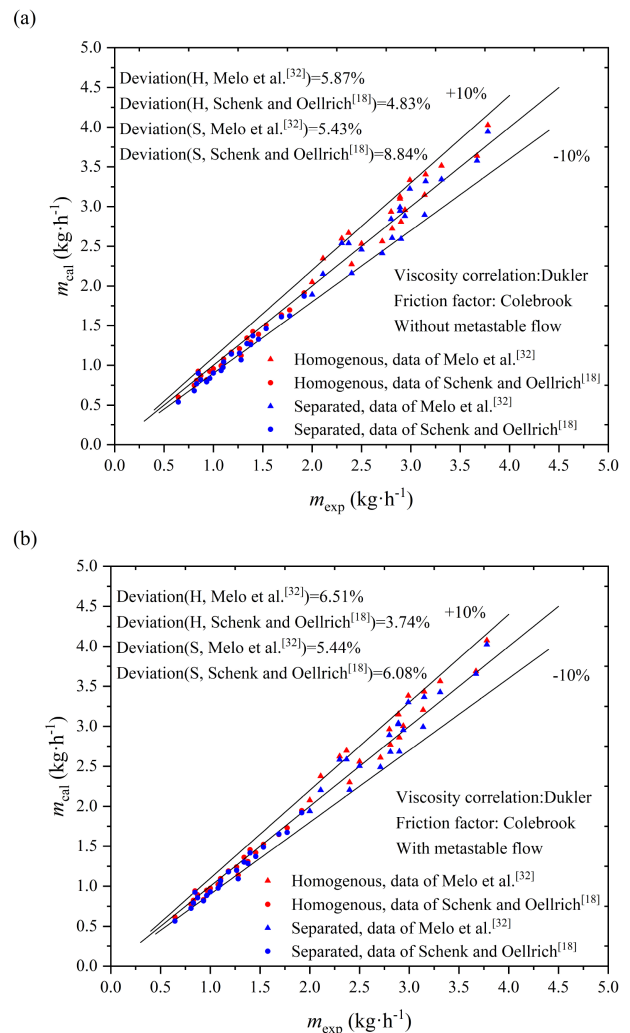 (a)
5.0
4.5
4.0
3.5
3.0
2.5
2.0
1.5
1.0
0.5
0.0
m_cal (kg·h⁻¹)
Deviation(H, Melo et al.[32])=5.87%
Deviation(H, Schenk and Oellrich[18])=4.83%
Deviation(S, Melo et al.[32])=5.43%
Deviation(S, Schenk and Oellrich[18])=8.84%
+10%
-10%
Viscosity correlation:Dukler
Friction factor: Colebrook
Without metastable flow
Homogenous, data of Melo et al.[32]
Homogenous, data of Schenk and Oellrich[18]
Separated, data of Melo et al.[32]
Separated, data of Schenk and Oellrich[18]
0.0 0.5 1.0 1.5 2.0 2.5 3.0 3.5 4.0 4.5 5.0
m_exp (kg·h⁻¹)
(b)
5.0
4.5
4.0
3.5
3.0
2.5
2.0
1.5
1.0
0.5
0.0
m_cal (kg·h⁻¹)
Deviation(H, Melo et al.[32])=6.51%
Deviation(H, Schenk and Oellrich[18])=3.74%
Deviation(S, Melo et al.[32])=5.44%
Deviation(S, Schenk and Oellrich[18])=6.08%
+10%
-10%
Viscosity correlation:Dukler
Friction factor: Colebrook
With metastable flow
Homogenous, data of Melo et al.[32]
Homogenous, data of Schenk and Oellrich[18]
Separated, data of Melo et al.[32]
Separated, data of Schenk and Oellrich[18]
0.0 0.5 1.0 1.5 2.0 2.5 3.0 3.5 4.0 4.5 5.0
m_exp (kg·h⁻¹)